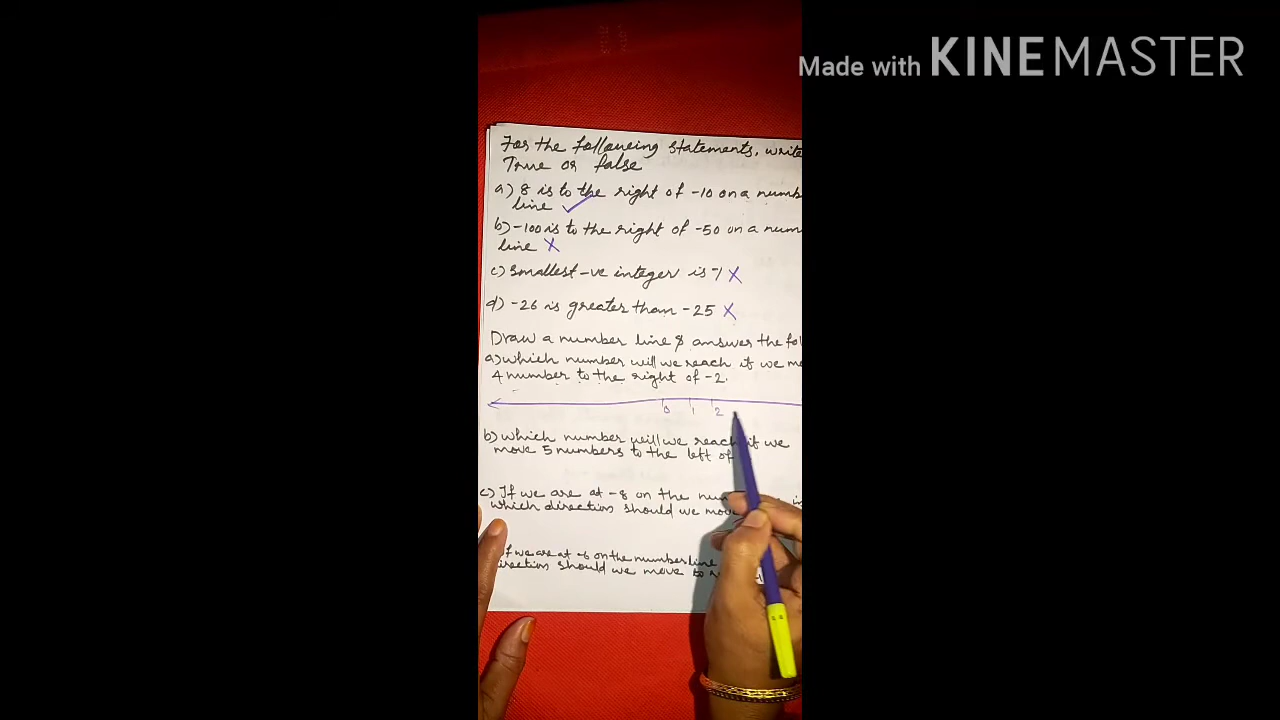 Made with KINEMASTER
For the following statements, write
True or false
a) 8 is to the right of -10 on a numb
line ✓
b) -100 is to the right of -50 on a num
line X
c) smallest -ve integer is -1 X
d) -26 is greater than -25 X
Draw a number line & answer the fol
a) which number will we reach if we mo
4 number to the right of -2.
0 1 2
b) which number will we reach if we
move 5 numbers to the left of
c) If we are at -8 on the num
which direction should we move
If we are at -6 on the number line
direction should we move to